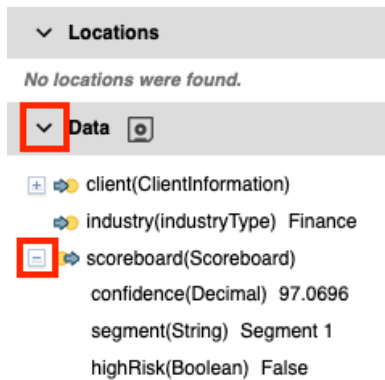 Locations
No locations were found.
Data
client(ClientInformation)
industry(industryType) Finance
scoreboard(Scoreboard)
confidence(Decimal) 97.0696
segment(String) Segment 1
highRisk(Boolean) False